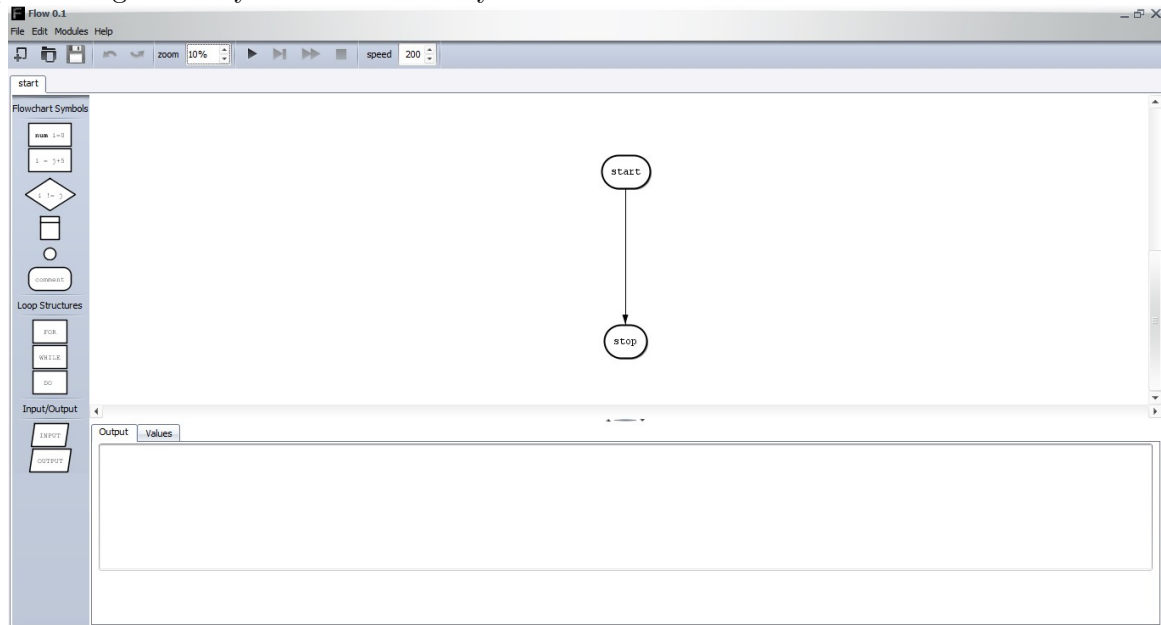 Flow 0.1
File Edit Modules Help
zoom 10% speed 200
start
Flowchart Symbols
num i=0
i = j+5
i != j
comment
Loop Structures
FOR
WHILE
DO
Input/Output
INPUT
OUTPUT
start
stop
Output Values